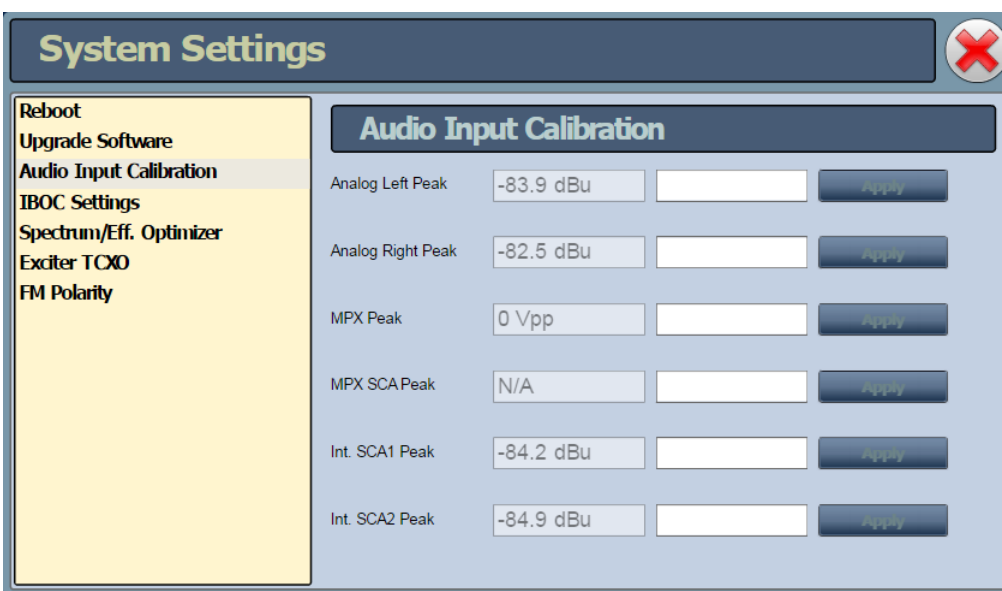 System Settings
Reboot
Upgrade Software
Audio Input Calibration
IBOC Settings
Spectrum/Eff. Optimizer
Exciter TCXO
FM Polarity
Audio Input Calibration
Analog Left Peak -83.9 dBu Apply
Analog Right Peak -82.5 dBu Apply
MPX Peak 0 Vpp Apply
MPX SCA Peak N/A Apply
Int. SCA1 Peak -84.2 dBu Apply
Int. SCA2 Peak -84.9 dBu Apply